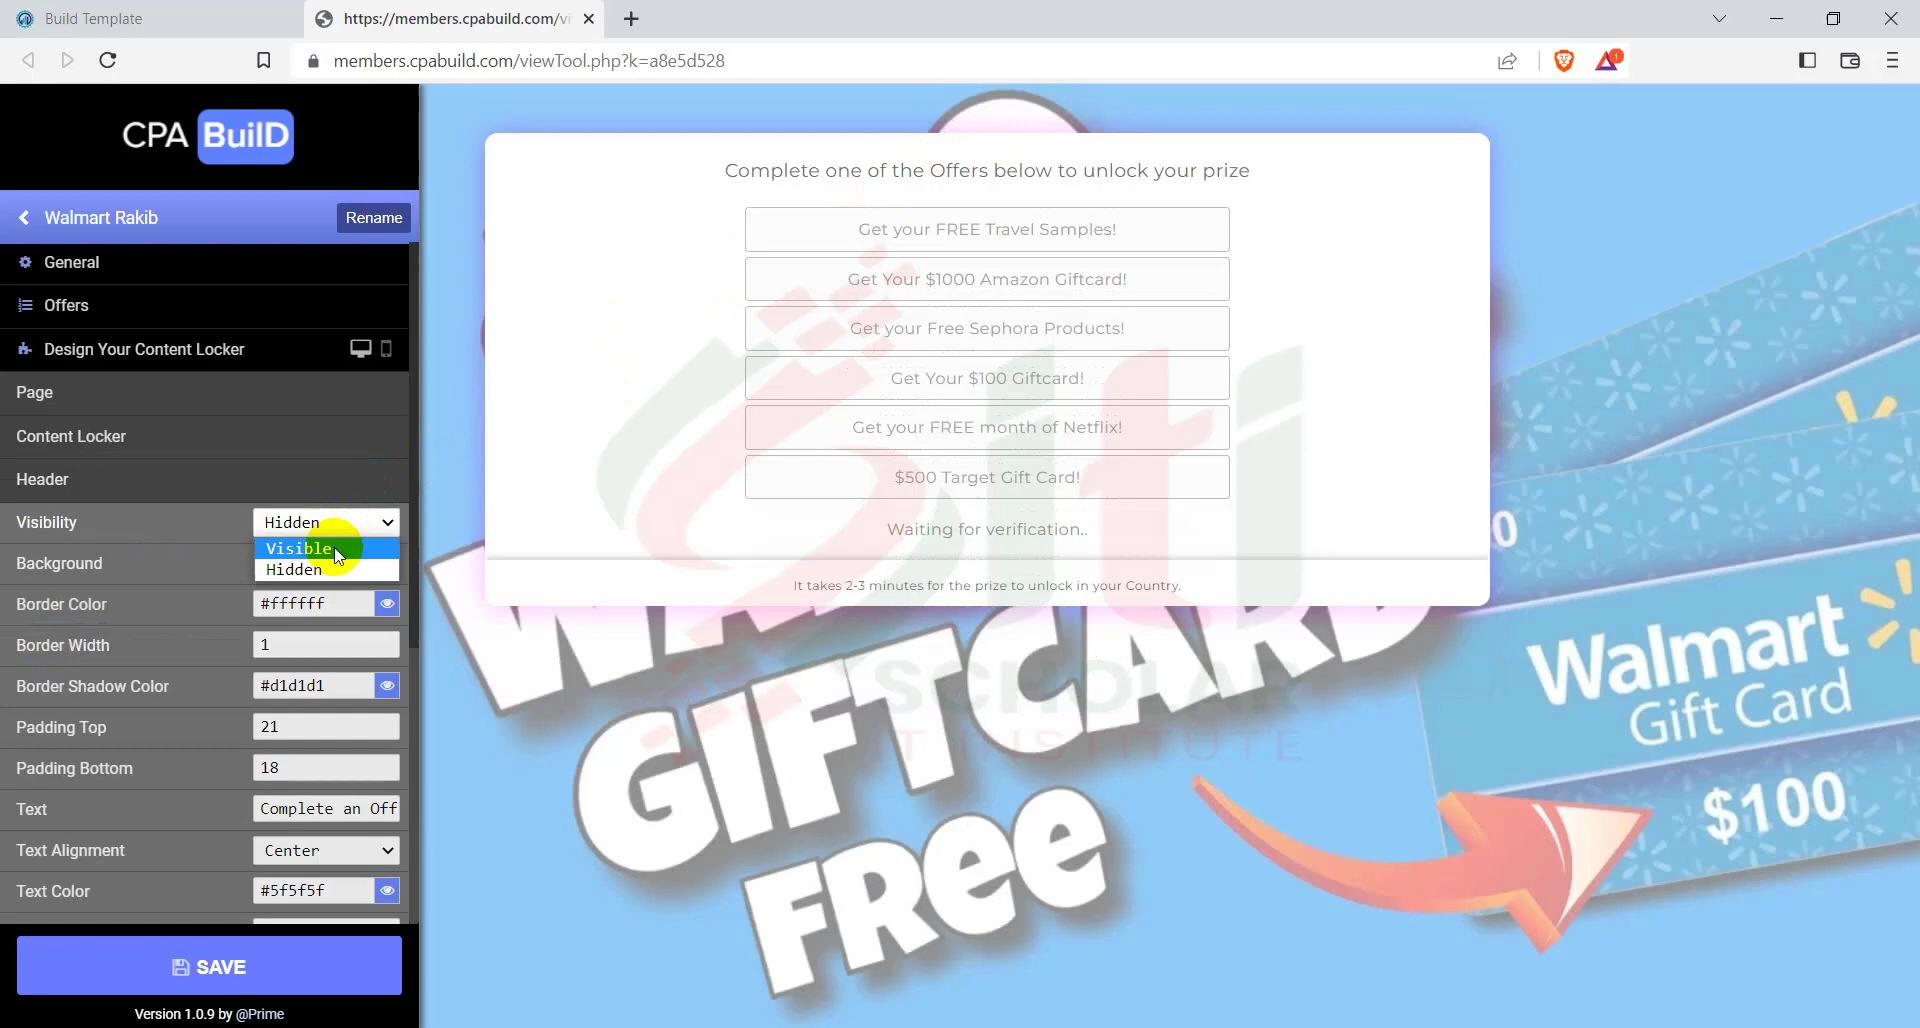 Build Template
https://members.cpabuild.com/vi
members.cpabuild.com/viewTool.php?k=a8e5d528
1
CPA BuilD
Walmart Rakib
Rename
General
Offers
Design Your Content Locker
Page
Content Locker
Header
Visibility
Hidden
Visible
Hidden
Background
Border Color
#ffffff
Border Width
1
Border Shadow Color
#d1d1d1
Padding Top
21
Padding Bottom
18
Text
Complete an Off
Text Alignment
Center
Text Color
#5f5f5f
SAVE
Version 1.0.9 by @Prime
Complete one of the Offers below to unlock your prize
Get your FREE Travel Samples!
Get Your $1000 Amazon Giftcard!
Get your Free Sephora Products!
Get Your $100 Giftcard!
Get your FREE month of Netflix!
$500 Target Gift Card!
Waiting for verification..
It takes 2-3 minutes for the prize to unlock in your Country.
GIFTCARD
FRee
Walmart
Gift Card
$100
siti
SCHOLAR
IT INSTITUTE